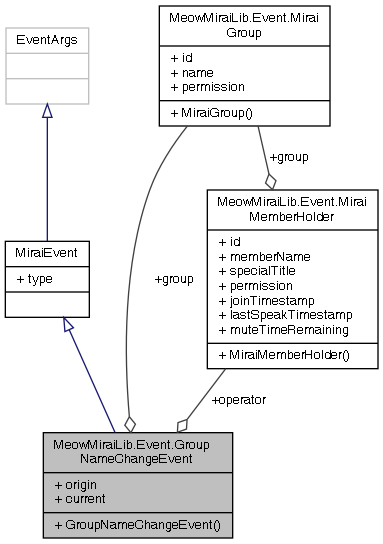 MeowMiraiLib.Event.Mirai
Group
+ id
+ name
+ permission
+ MiraiGroup()
EventArgs
+group
MeowMiraiLib.Event.Mirai
MemberHolder
+ id
+ memberName
+ specialTitle
+ permission
+ joinTimestamp
+ lastSpeakTimestamp
+ muteTimeRemaining
+ MiraiMemberHolder()
MiraiEvent
+ type
+group
+operator
MeowMiraiLib.Event.Group
NameChangeEvent
+ origin
+ current
+ GroupNameChangeEvent()